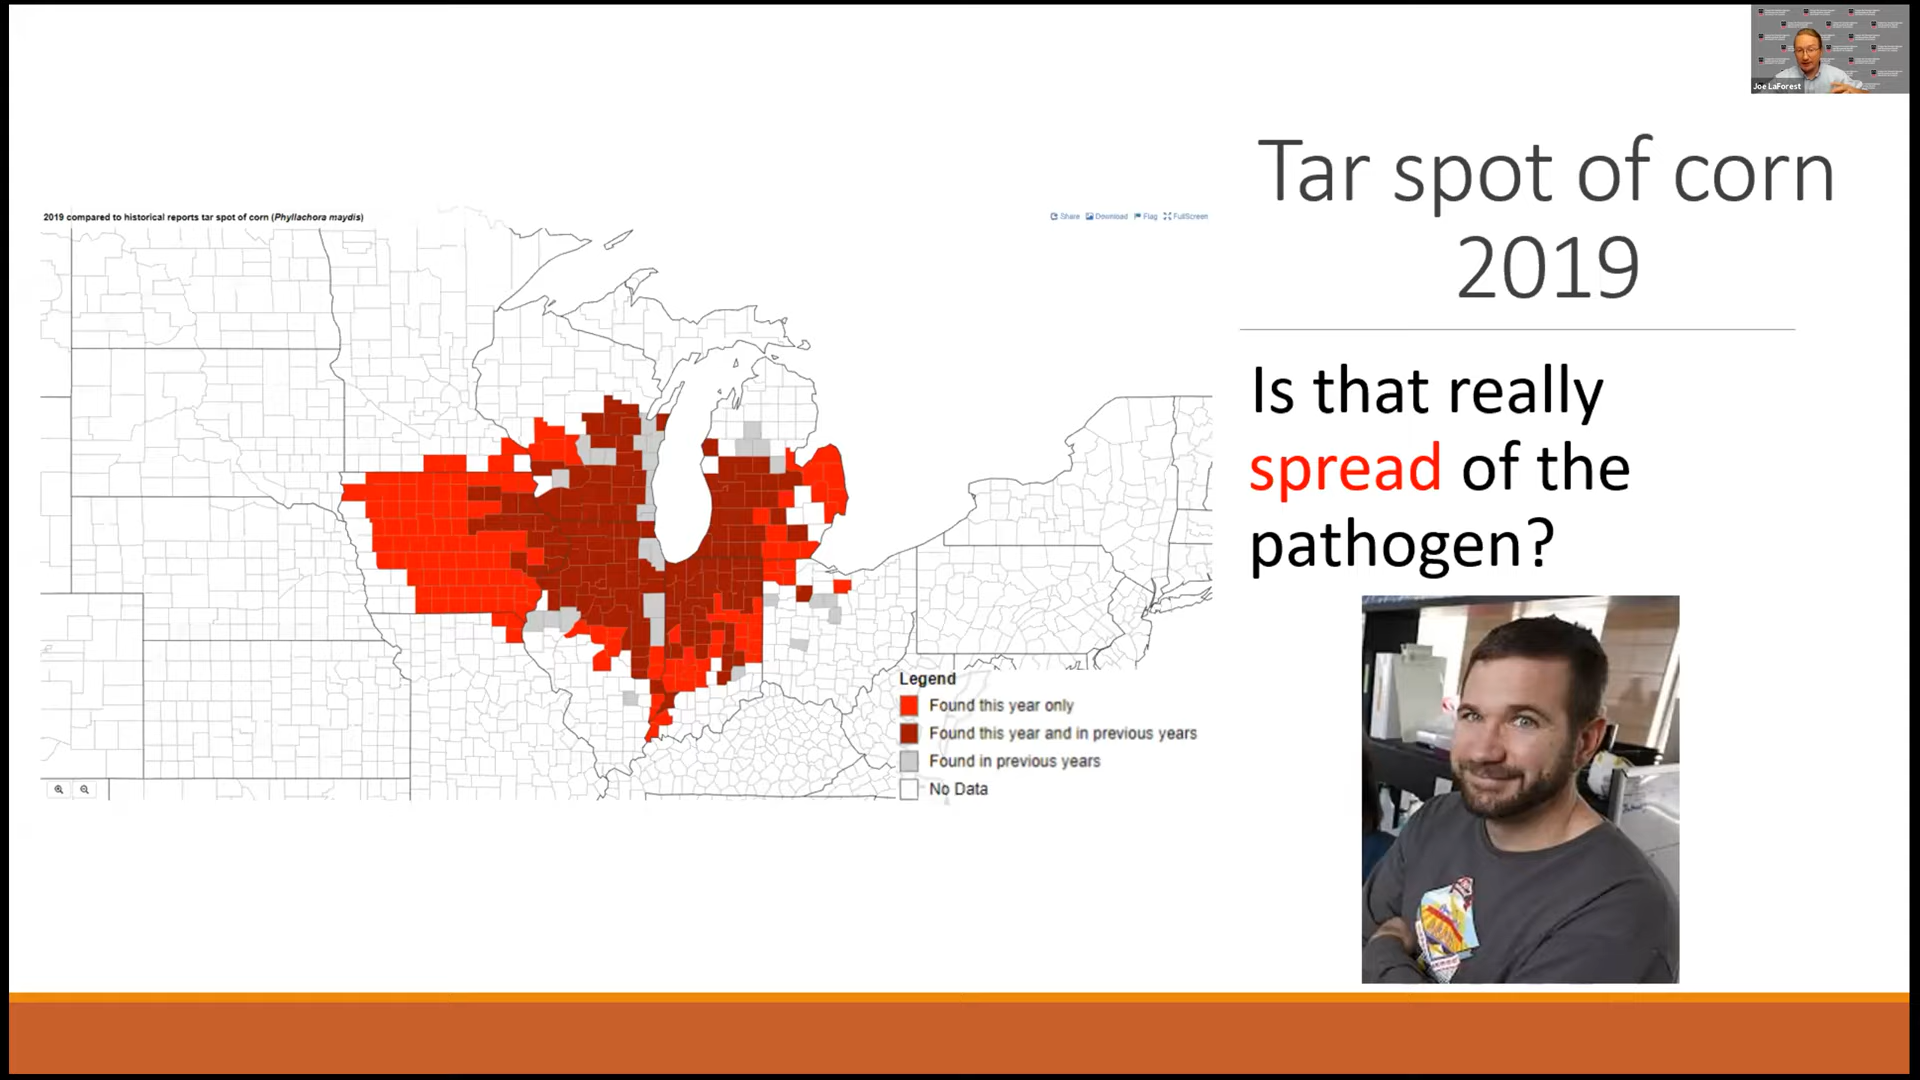 Joe LaForest
Tar spot of corn
2019
2019 compared to historical reports tar spot of corn (Phyllachora maydis)
Share Download Flag FullScreen
Is that really
spread of the
pathogen?
Legend
Found this year only
Found this year and in previous years
Found in previous years
No Data